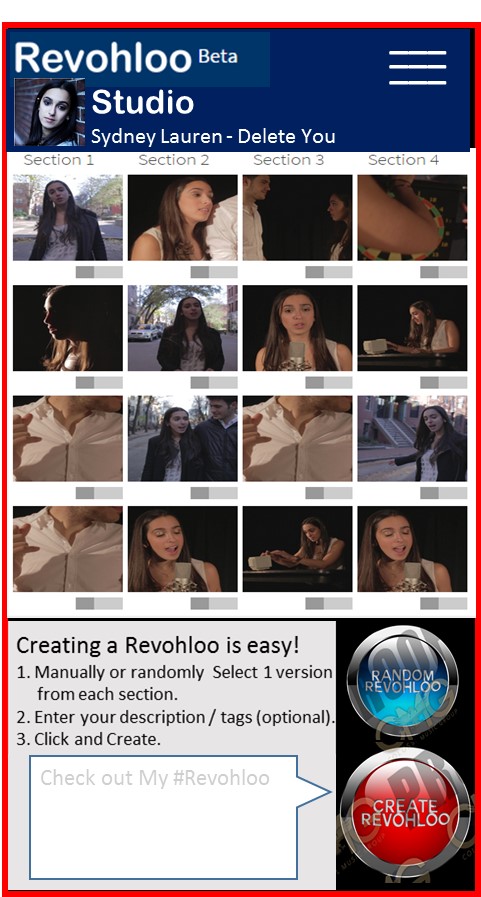 Revohloo Beta
Studio
Sydney Lauren - Delete You
Section 1 Section 2 Section 3 Section 4
Creating a Revohloo is easy!
1. Manually or randomly Select 1 version
from each section.
2. Enter your description / tags (optional).
3. Click and Create.
Check out My #Revohloo
RANDOM
REVOHLOO
CREATE
REVOHLOO